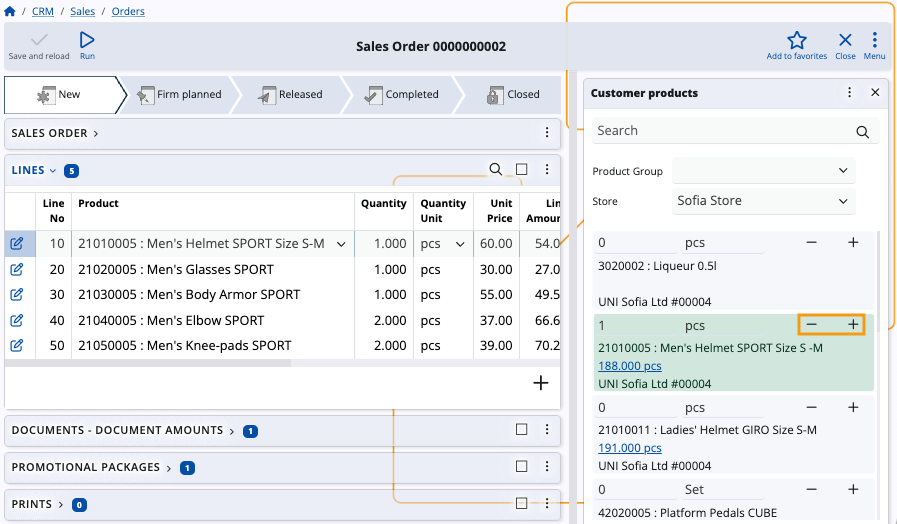 / CRM / Sales / Orders
Save and reload
Run
Sales Order 0000000002
Add to favorites
Close
Menu
New
Firm planned
Released
Completed
Closed
SALES ORDER
LINES 5
Line No Product Quantity Quantity Unit Unit Price
10 21010005 : Men's Helmet SPORT Size S-M 1.000 pcs 60.00 54.0
20 21020005 : Men's Glasses SPORT 1.000 pcs 30.00 27.0
30 21030005 : Men's Body Armor SPORT 1.000 pcs 55.00 49.5
40 21040005 : Men's Elbow SPORT 2.000 pcs 37.00 66.6
50 21050005 : Men's Knee-pads SPORT 2.000 pcs 39.00 70.2
DOCUMENTS - DOCUMENT AMOUNTS 1
PROMOTIONAL PACKAGES 1
PRINTS 0
Customer products
Search
Product Group
Store Sofia Store
0 pcs
3020002 : Liqueur 0.5l
UNI Sofia Ltd #00004
1 pcs
21010005 : Men's Helmet SPORT Size S -M
188.000 pcs
UNI Sofia Ltd #00004
0 pcs
21010011 : Ladies' Helmet GIRO Size S-M
191.000 pcs
UNI Sofia Ltd #00004
0 Set
42020005 : Platform Pedals CUBE